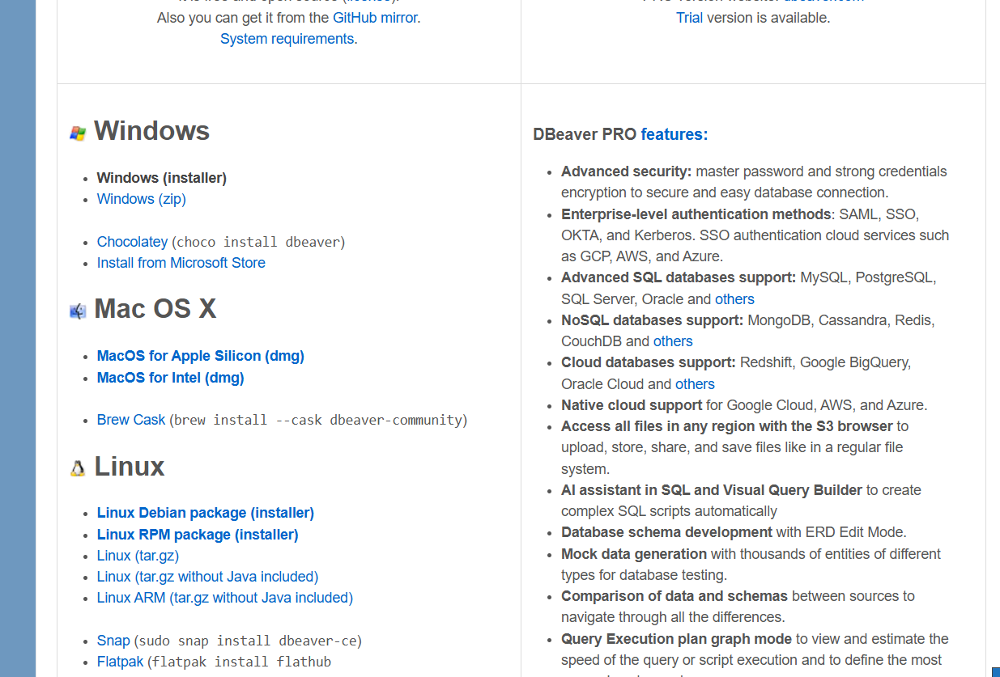 Also you can get it from the GitHub mirror.
System requirements.
Trial version is available.
Windows
• Windows (installer)
• Windows (zip)
• Chocolatey (choco install dbeaver)
• Install from Microsoft Store
Mac OS X
• MacOS for Apple Silicon (dmg)
• MacOS for Intel (dmg)
• Brew Cask (brew install --cask dbeaver-community)
Linux
• Linux Debian package (installer)
• Linux RPM package (installer)
• Linux (tar.gz)
• Linux (tar.gz without Java included)
• Linux ARM (tar.gz without Java included)
• Snap (sudo snap install dbeaver-ce)
• Flatpak (flatpak install flathub
DBeaver PRO features:
• Advanced security: master password and strong credentials
encryption to secure and easy database connection.
• Enterprise-level authentication methods: SAML, SSO,
OKTA, and Kerberos. SSO authentication cloud services such
as GCP, AWS, and Azure.
• Advanced SQL databases support: MySQL, PostgreSQL,
SQL Server, Oracle and others
• NoSQL databases support: MongoDB, Cassandra, Redis,
CouchDB and others
• Cloud databases support: Redshift, Google BigQuery,
Oracle Cloud and others
• Native cloud support for Google Cloud, AWS, and Azure.
• Access all files in any region with the S3 browser to
upload, store, share, and save files like in a regular file
system.
• AI assistant in SQL and Visual Query Builder to create
complex SQL scripts automatically
• Database schema development with ERD Edit Mode.
• Mock data generation with thousands of entities of different
types for database testing.
• Comparison of data and schemas between sources to
navigate through all the differences.
• Query Execution plan graph mode to view and estimate the
speed of the query or script execution and to define the most